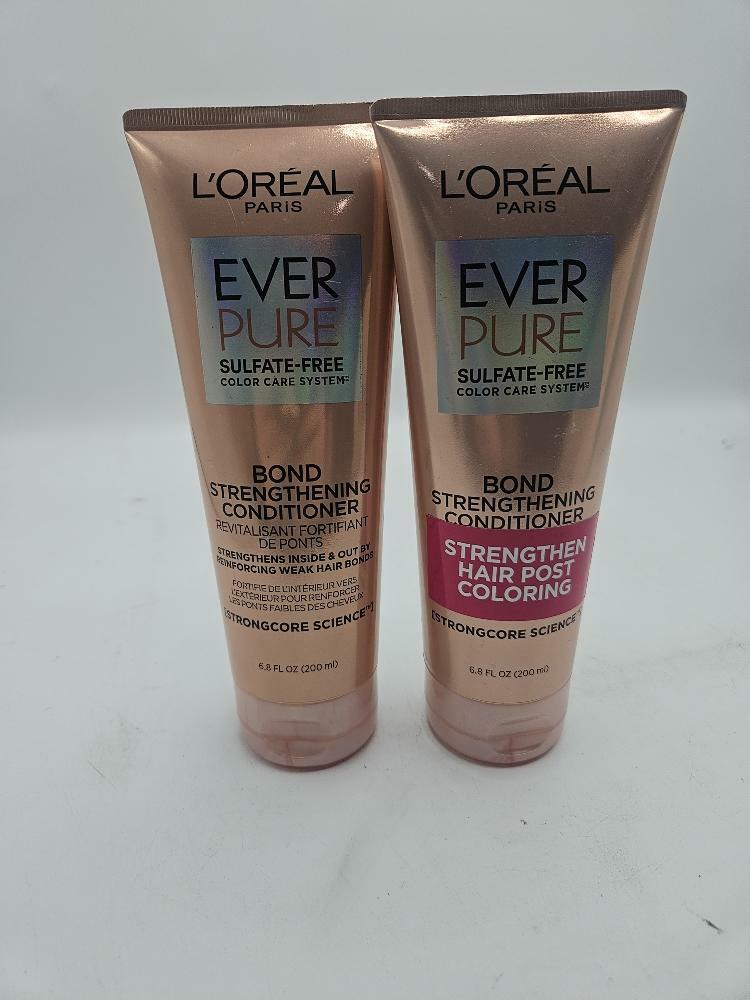 L'ORÉAL
PARIS
EVER
PURE
SULFATE-FREE
COLOR CARE SYSTEM
BOND
STRENGTHENING
CONDITIONER
REVITALISANT FORTIFIANT
DE PONTS
STRENGTHENS INSIDE & OUT BY
REINFORCING WEAK HAIR BONDS
FORTIFIE DE L'INTÉRIEUR VERS
L'EXTÉRIEUR POUR RENFORCER
LES PONTS FAIBLES DES CHEVEUX
[STRONGCORE SCIENCE™]
6.8 FL OZ (200 ml)
L'ORÉAL
PARIS
EVER
PURE
SULFATE-FREE
COLOR CARE SYSTEM
BOND
STRENGTHENING
CONDITIONER
STRENGTHEN
HAIR POST
COLORING
[STRONGCORE SCIENCE™
6.8 FL OZ (200 ml)